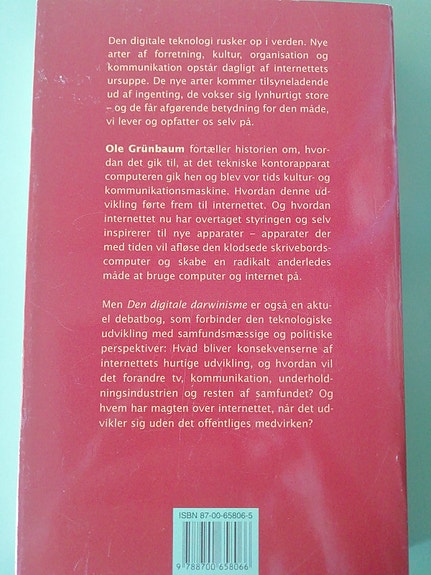 Den digitale teknologi rusker op i verden. Nye
arter af forretning, kultur, organisation og
kommunikation opstår dagligt af internettets
ursuppe. De nye arter kommer tilsyneladende
ud af ingenting, de vokser sig lynhurtigt store
– og de får afgørende betydning for den måde,
vi lever og opfatter os selv på.
Ole Grünbaum fortæller historien om, hvor-
dan det gik til, at det tekniske kontorapparat
computeren gik hen og blev vor tids kultur- og
kommunikationsmaskine. Hvordan denne ud-
vikling førte frem til internettet. Og hvordan
internettet nu har overtaget styringen og selv
inspirerer til nye apparater – apparater der
med tiden vil afløse den klodsede skrivebords-
computer og skabe en radikalt anderledes
måde at bruge computer og internet på.
Men Den digitale darwinisme er også en aktu-
el debatbog, som forbinder den teknologiske
udvikling med samfundsmæssige og politiske
perspektiver: Hvad bliver konsekvenserne af
internettets hurtige udvikling, og hvordan vil
det forandre tv, kommunikation, underhold-
ningsindustrien og resten af samfundet? Og
hvem har magten over internettet, når det ud-
vikler sig uden det offentliges medvirken?
ISBN 87-00-65806-5
9 788700 658066